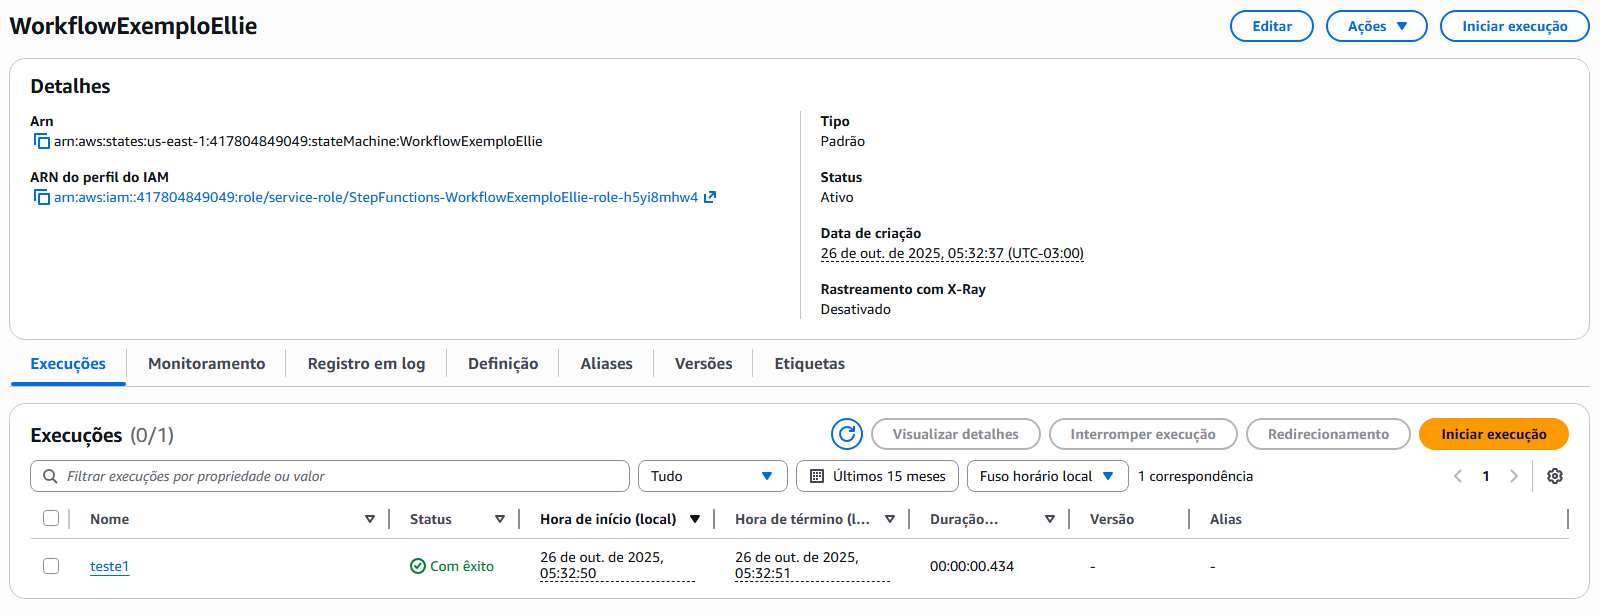 WorkflowExemploEllie
Editar
Ações
Iniciar execução
Detalhes
Arn
arn:aws:states:us-east-1:417804849049:stateMachine:WorkflowExemploEllie
ARN do perfil do IAM
arn:aws:iam::417804849049:role/service-role/StepFunctions-WorkflowExemploEllie-role-h5yi8mhw4
Tipo
Padrão
Status
Ativo
Data de criação
26 de out. de 2025, 05:32:37 (UTC-03:00)
Rastreamento com X-Ray
Desativado
Execuções
Monitoramento
Registro em log
Definição
Aliases
Versões
Etiquetas
Execuções (0/1)
Visualizar detalhes
Interromper execução
Redirecionamento
Iniciar execução
Filtrar execuções por propriedade ou valor
Tudo
Últimos 15 meses
Fuso horário local
1 correspondência
1
Nome
Status
Hora de início (local)
Hora de término (l...
Duração...
Versão
Alias
teste1
Com êxito
26 de out. de 2025,
05:32:50
26 de out. de 2025,
05:32:51
00:00:00.434
-
-